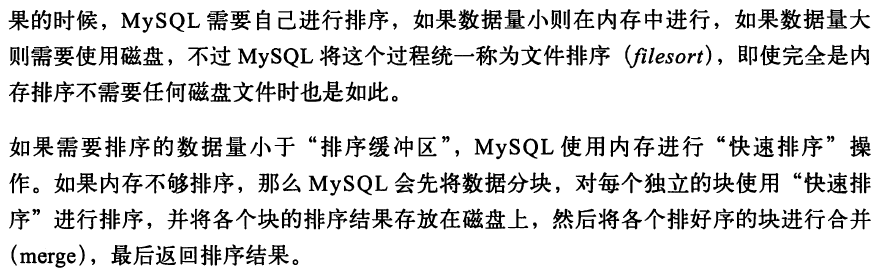 果的时候，MySQL 需要自己进行排序，如果数据量小则在内存中进行，如果数据量大
则需要使用磁盘，不过 MySQL 将这个过程统一称为文件排序（filesort），即使完全是内
存排序不需要任何磁盘文件时也是如此。
如果需要排序的数据量小于“排序缓冲区”，MySQL 使用内存进行“快速排序”操
作。如果内存不够排序，那么 MySQL 会先将数据分块，对每个独立的块使用“快速排
序”进行排序，并将各个块的排序结果存放在磁盘上，然后将各个排好序的块进行合并
（merge），最后返回排序结果。